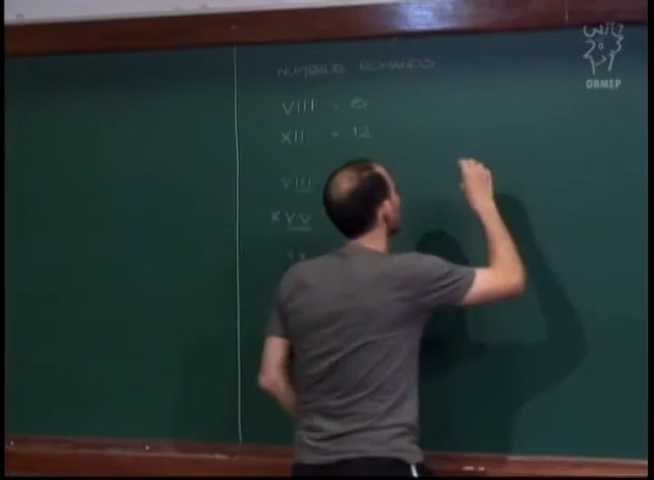 NÚMEROS ROMANOS
VIII = 8
XII = 12
VIII
XVV
OBMEP